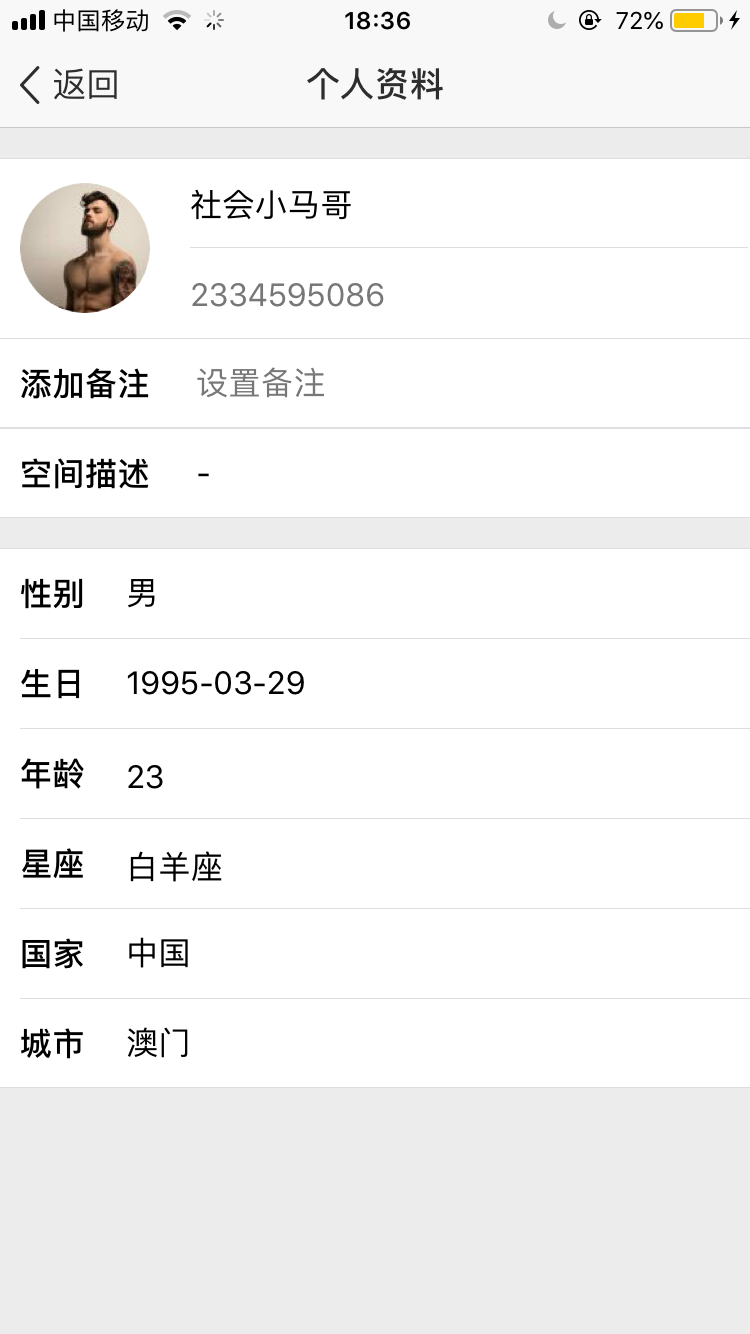 中国移动 18:36 72%
返回 个人资料
社会小马哥
2334595086
添加备注 设置备注
空间描述 -
性别 男
生日 1995-03-29
年龄 23
星座 白羊座
国家 中国
城市 澳门